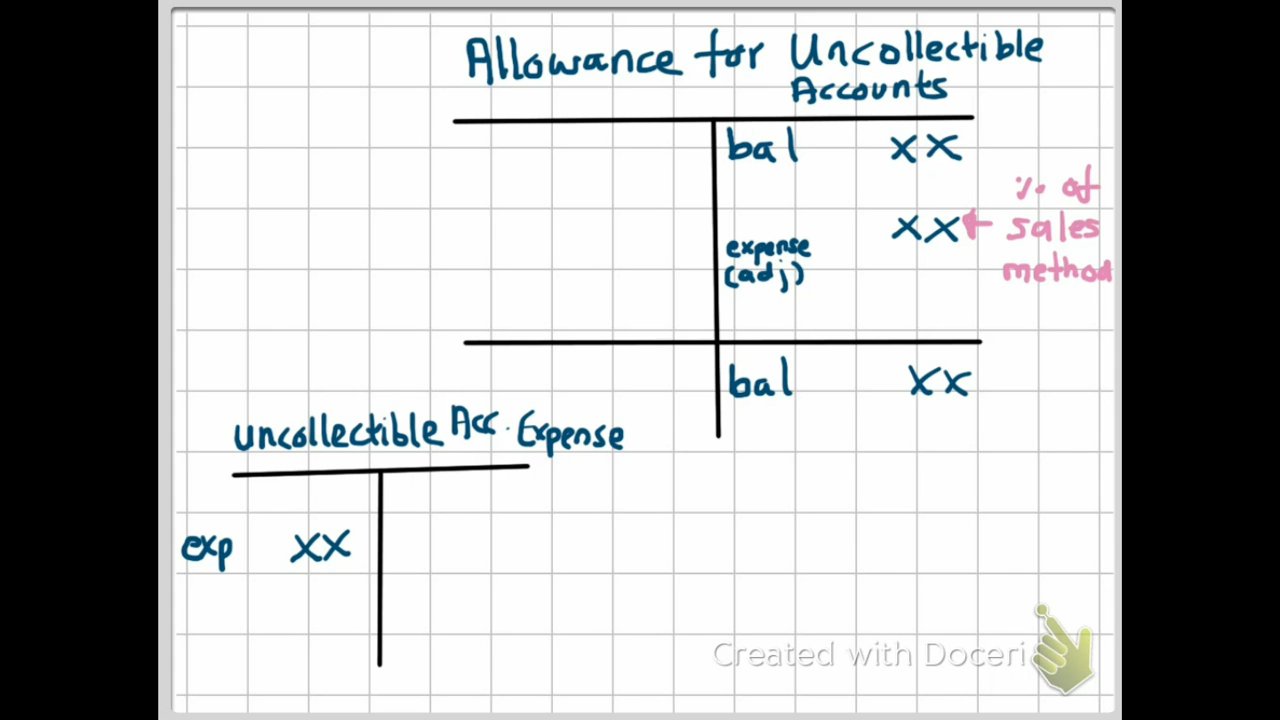 Allowance for Uncollectible
Accounts
bal XX
% of
XX sales
expense
(adj) method
bal XX
uncollectible Acc. Expense
exp XX
Created with Doceri